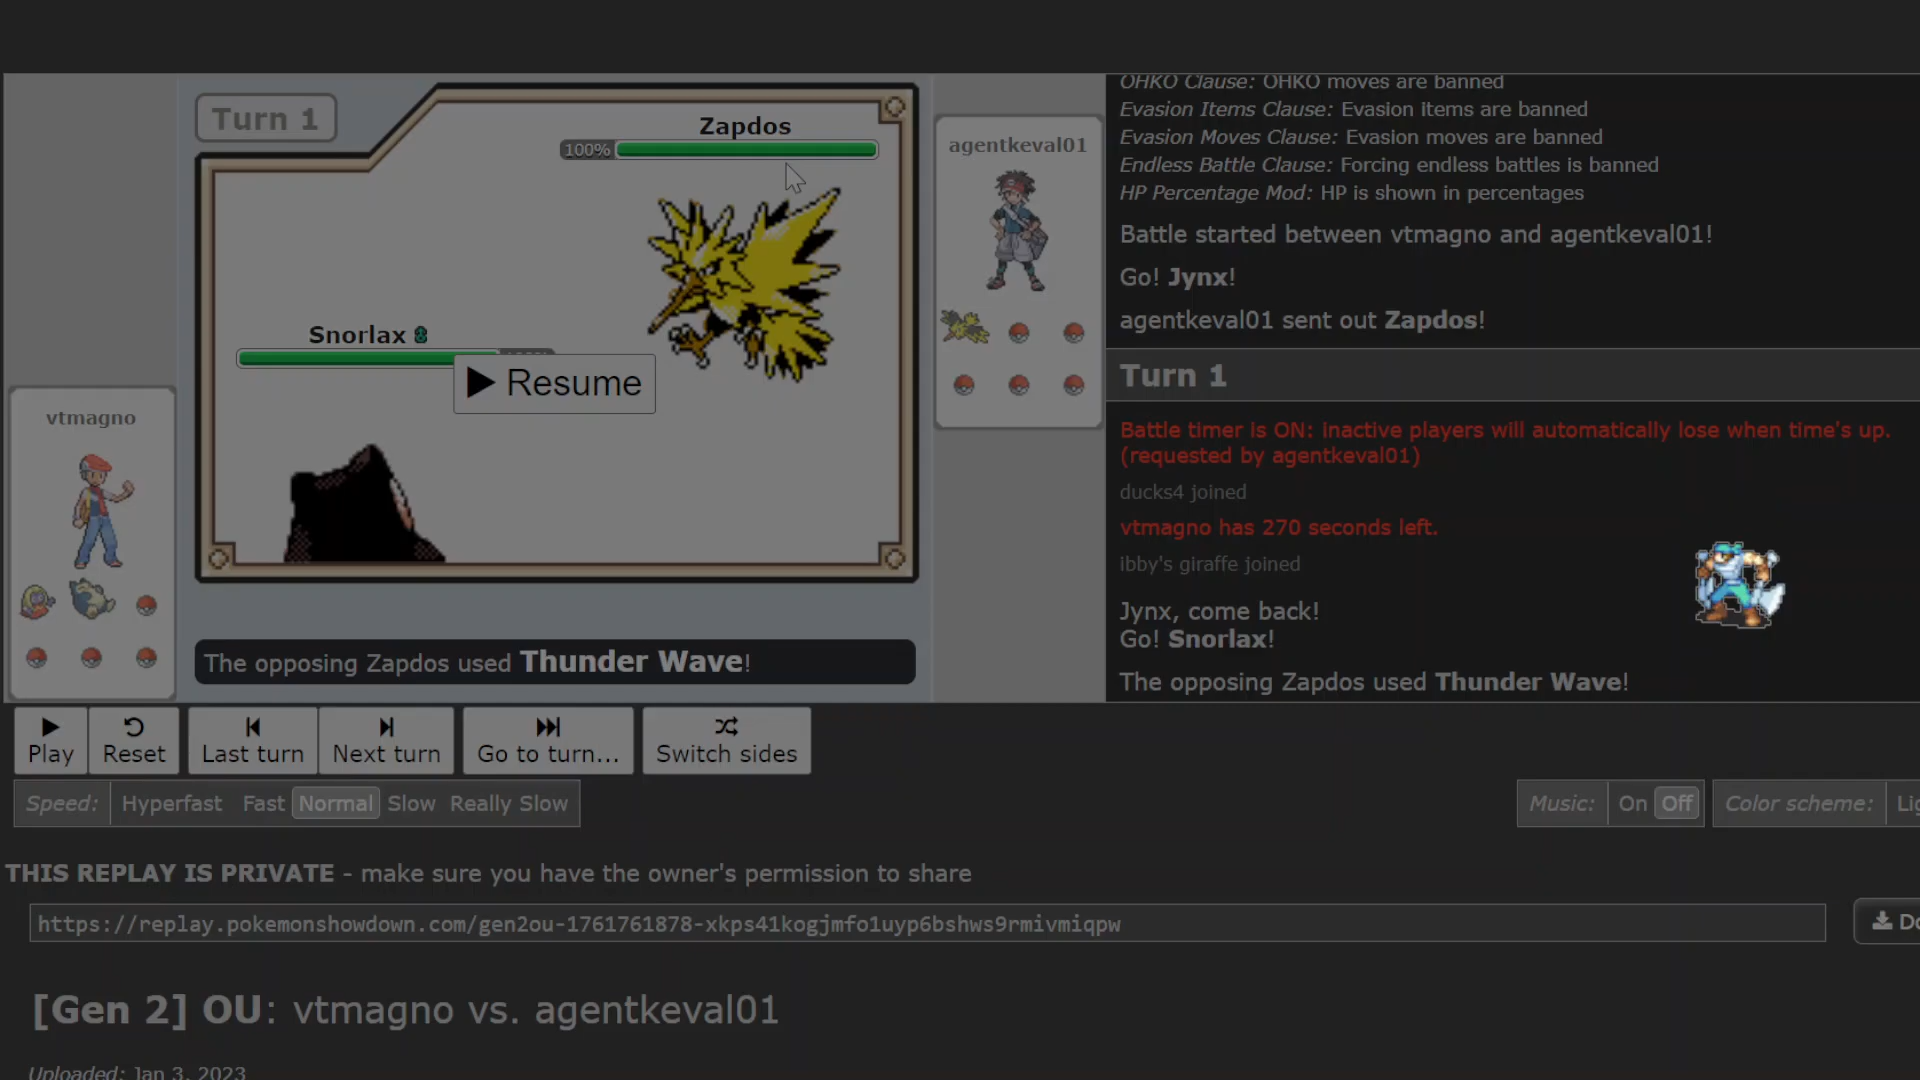 OHKO Clause: OHKO moves are banned
Evasion Items Clause: Evasion items are banned
Evasion Moves Clause: Evasion moves are banned
Endless Battle Clause: Forcing endless battles is banned
HP Percentage Mod: HP is shown in percentages
Battle started between vtmagno and agentkeval01!
Go! Jynx!
agentkeval01 sent out Zapdos!
Turn 1
Battle timer is ON: inactive players will automatically lose when time's up.
(requested by agentkeval01)
ducks4 joined
vtmagno has 270 seconds left.
ibby's giraffe joined
Jynx, come back!
Go! Snorlax!
The opposing Zapdos used Thunder Wave!
Turn 1
Zapdos
100%
agentkeval01
Snorlax
Resume
vtmagno
The opposing Zapdos used Thunder Wave!
Play
Reset
Last turn
Next turn
Go to turn...
Switch sides
Speed: Hyperfast Fast Normal Slow Really Slow
Music: On Off
Color scheme:
THIS REPLAY IS PRIVATE - make sure you have the owner's permission to share
https://replay.pokemonshowdown.com/gen2ou-1761761878-xkps41kogjmfo1uyp6bshws9rmivmiqpw
[Gen 2] OU: vtmagno vs. agentkeval01
Uploaded: Jan 3, 2023